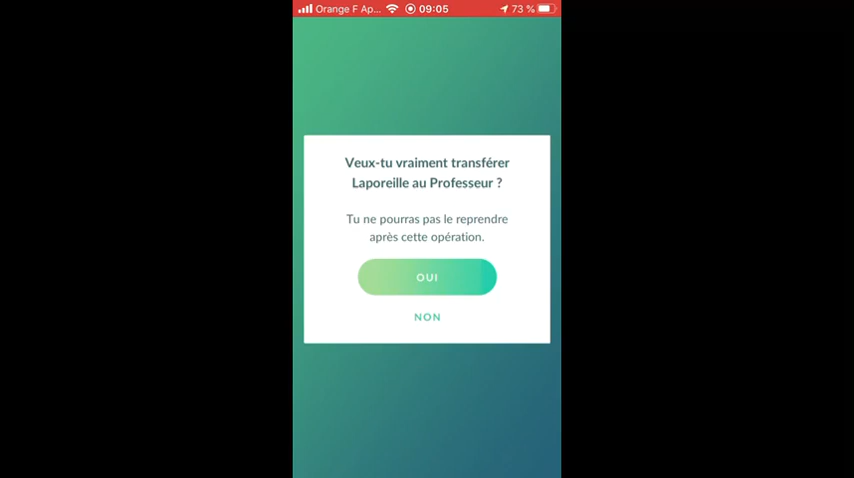 Orange F Ap... 09:05 73 %
Veux-tu vraiment transférer
Laporeille au Professeur ?
Tu ne pourras pas le reprendre
après cette opération.
OUI
NON